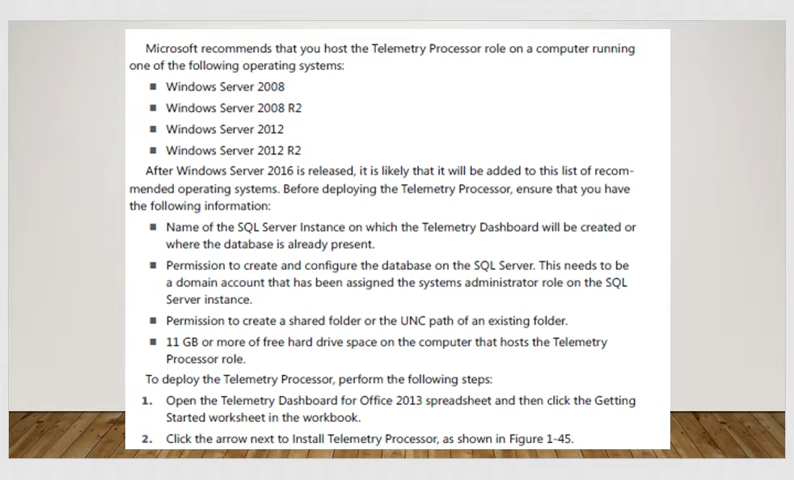 Microsoft recommends that you host the Telemetry Processor role on a computer running
one of the following operating systems:
■ Windows Server 2008
■ Windows Server 2008 R2
■ Windows Server 2012
■ Windows Server 2012 R2
After Windows Server 2016 is released, it is likely that it will be added to this list of recom-
mended operating systems. Before deploying the Telemetry Processor, ensure that you have
the following information:
■ Name of the SQL Server Instance on which the Telemetry Dashboard will be created or
where the database is already present.
■ Permission to create and configure the database on the SQL Server. This needs to be
a domain account that has been assigned the systems administrator role on the SQL
Server instance.
■ Permission to create a shared folder or the UNC path of an existing folder.
■ 11 GB or more of free hard drive space on the computer that hosts the Telemetry
Processor role.
To deploy the Telemetry Processor, perform the following steps:
1. Open the Telemetry Dashboard for Office 2013 spreadsheet and then click the Getting
Started worksheet in the workbook.
2. Click the arrow next to Install Telemetry Processor, as shown in Figure 1-45.